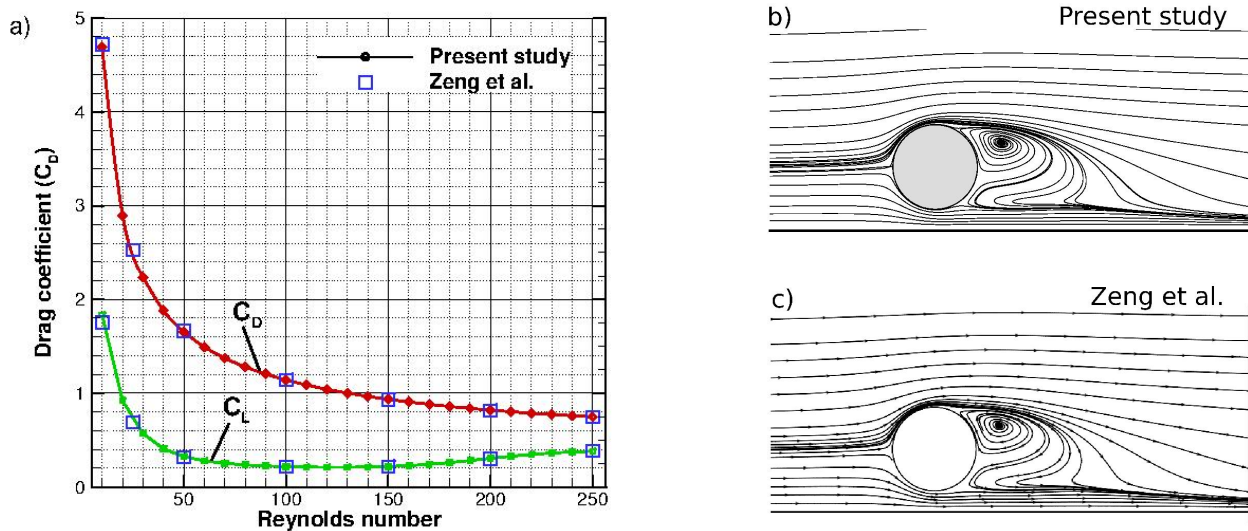 a)
5
4
3
2
1
0
Drag coefficient (C_D)
Present study
Zeng et al.
C_D
C_L
50
100
150
200
250
Reynolds number
b)
Present study
c)
Zeng et al.